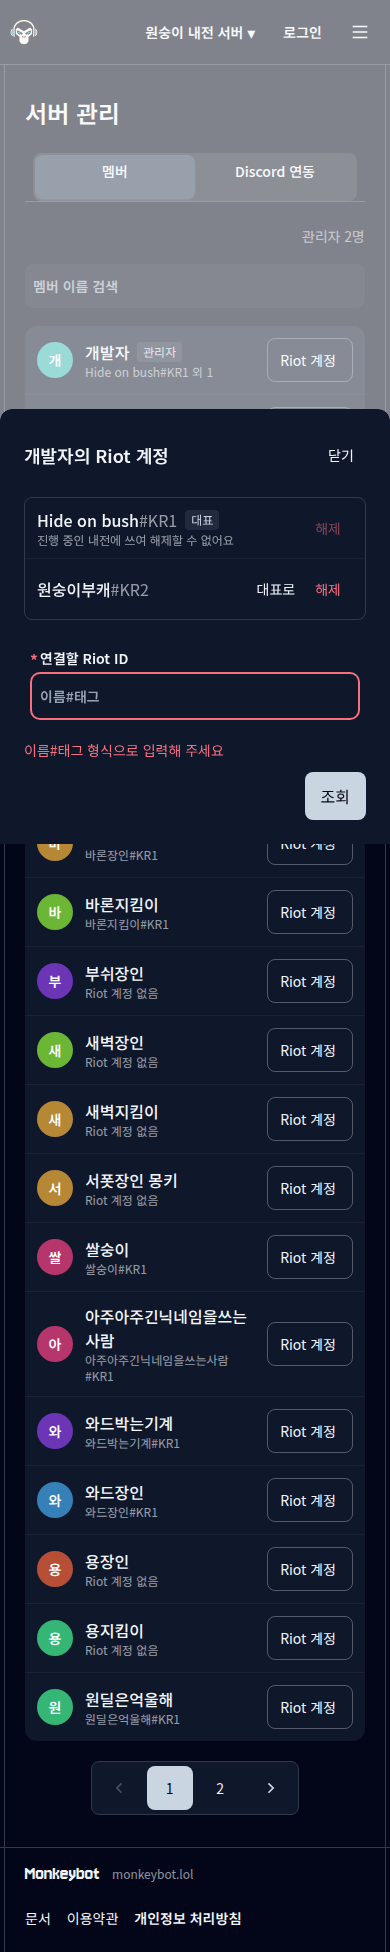 원숭이 내전 서버 ▾ 로그인
서버 관리
멤버 Discord 연동
관리자 2명
멤버 이름 검색
개 개발자 관리자 Riot 계정
Hide on bush#KR1 외 1
개발자의 Riot 계정 닫기
Hide on bush#KR1 대표 해제
진행 중인 내전에 쓰여 해제할 수 없어요
원숭이부캐#KR2 대표로 해제
* 연결할 Riot ID
이름#태그
이름#태그 형식으로 입력해 주세요
조회
Riot 계정
바론장인#KR1
바 바론지킴이 Riot 계정
바론지킴이#KR1
부 부쉬장인 Riot 계정
Riot 계정 없음
새 새벽장인 Riot 계정
Riot 계정 없음
새 새벽지킴이 Riot 계정
Riot 계정 없음
서 서폿장인 몽키 Riot 계정
Riot 계정 없음
쌀 쌀숭이 Riot 계정
쌀숭이#KR1
아 아주아주긴닉네임을쓰는 Riot 계정
사람
아주아주긴닉네임을쓰는사람
#KR1
와 와드박는기계 Riot 계정
와드박는기계#KR1
와 와드장인 Riot 계정
와드장인#KR1
용 용장인 Riot 계정
Riot 계정 없음
용 용지킴이 Riot 계정
Riot 계정 없음
원 원딜은억울해 Riot 계정
원딜은억울해#KR1
1 2
Monkeybot monkeybot.lol
문서 이용약관 개인정보 처리방침